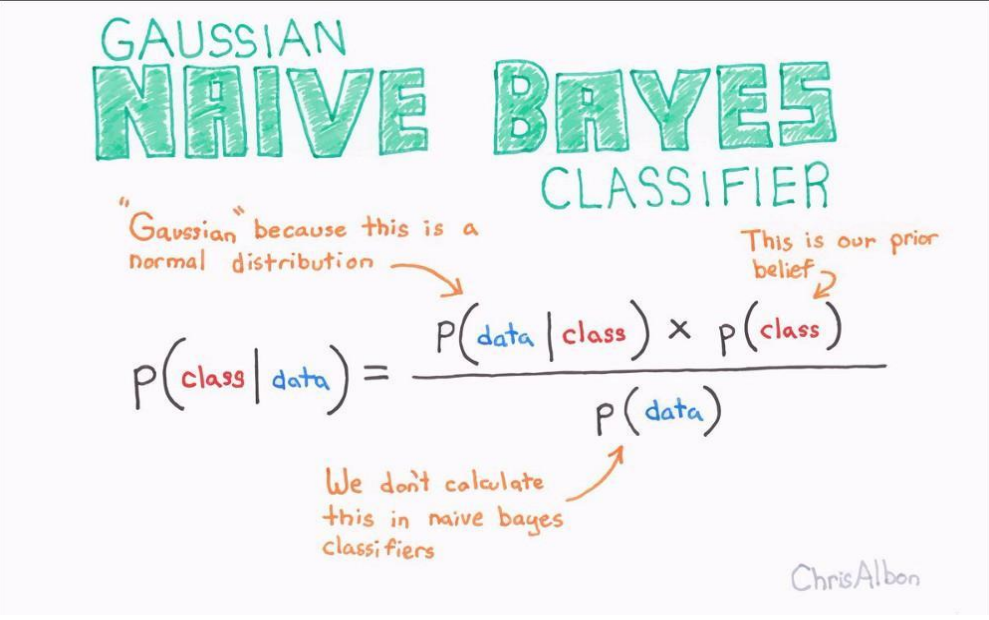 GAUSSIAN
NAIVE BAYES
CLASSIFIER
"Gaussian" because this is a
normal distribution
This is our prior
belief
P(class|data) = P(data|class) × P(class)
P(data)
We don't calculate
this in naive bayes
classifiers
ChrisAlbon